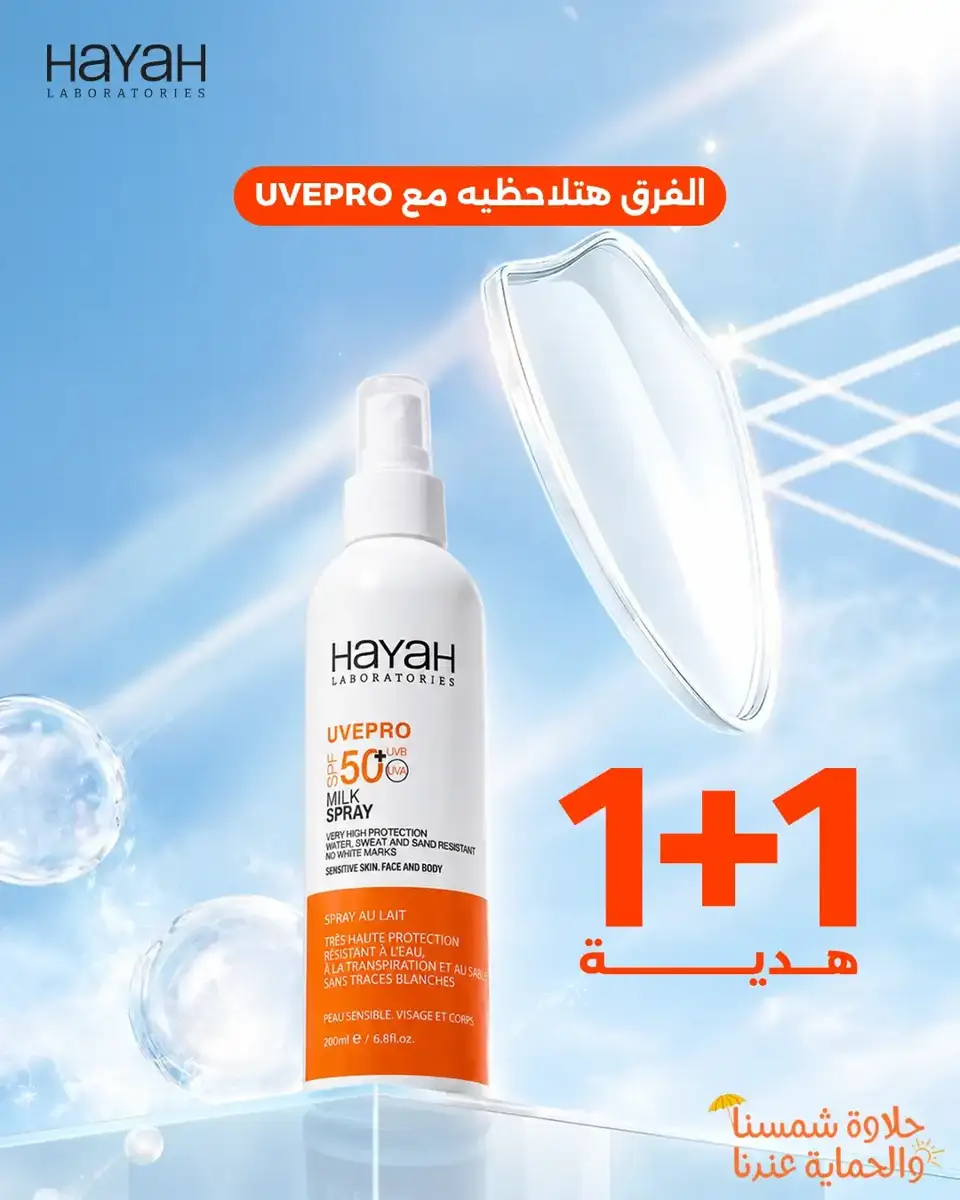 HAYAH
LABORATORIES
الفرق هتلاحظيه مع UVEPRO
HAYAH
LABORATORIES
UVEPRO
SPF 50+ UVB UVA
MILK
SPRAY
VERY HIGH PROTECTION
WATER, SWEAT AND SAND RESISTANT
NO WHITE MARKS
SENSITIVE SKIN. FACE AND BODY
SPRAY AU LAIT
TRÈS HAUTE PROTECTION
RÉSISTANT À L'EAU,
À LA TRANSPIRATION ET AU SABLE
SANS TRACES BLANCHES
PEAU SENSIBLE. VISAGE ET CORPS
200ml e / 6.8fl.oz.
1+1
هـديـــــــة
حلاوة شمسنا
والحماية عندنا